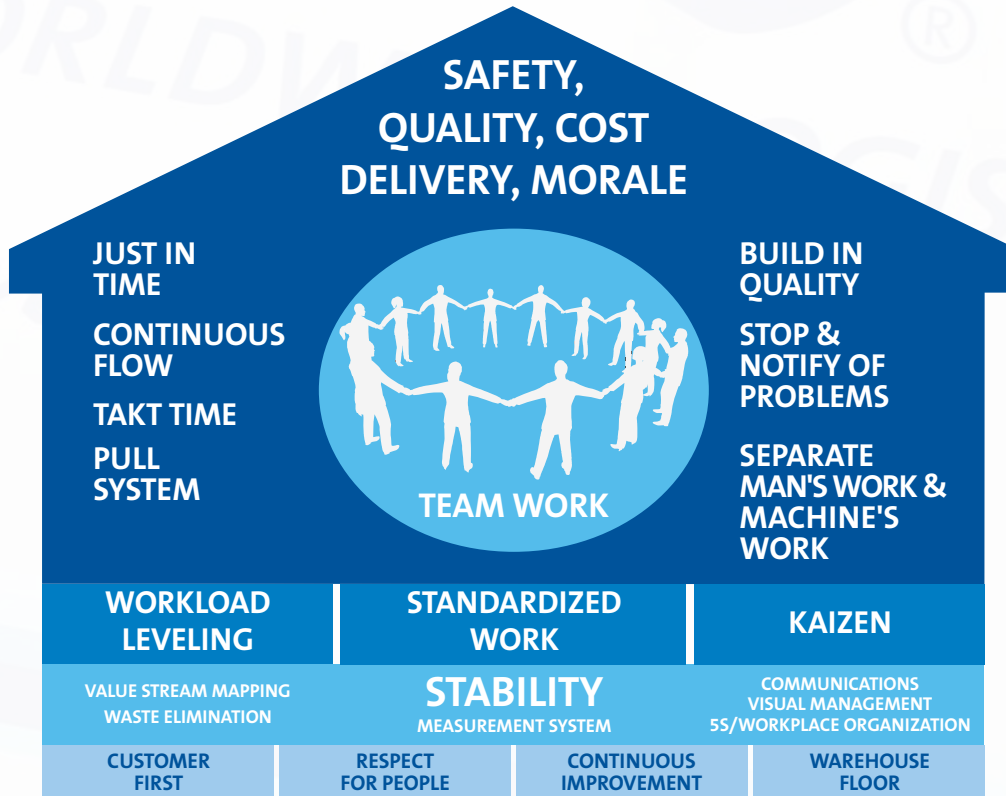 SAFETY,
QUALITY, COST
DELIVERY, MORALE
JUST IN
TIME
CONTINUOUS
FLOW
TAKT TIME
PULL
SYSTEM
TEAM WORK
BUILD IN
QUALITY
STOP &
NOTIFY OF
PROBLEMS
SEPARATE
MAN'S WORK &
MACHINE'S
WORK
WORKLOAD
LEVELING
STANDARDIZED
WORK
KAIZEN
VALUE STREAM MAPPING
WASTE ELIMINATION
STABILITY
MEASUREMENT SYSTEM
COMMUNICATIONS
VISUAL MANAGEMENT
5S/WORKPLACE ORGANIZATION
CUSTOMER
FIRST
RESPECT
FOR PEOPLE
CONTINUOUS
IMPROVEMENT
WAREHOUSE
FLOOR